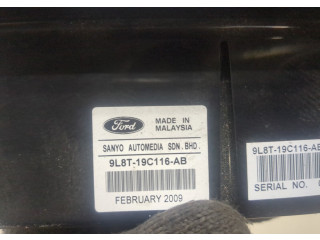 Ford
MADE IN
MALAYSIA
SANYO AUTOMEDIA SDN. BHD.
9L8T-19C116-AB
FEBRUARY 2009
9L8T-19C116-AB
SERIAL NO.